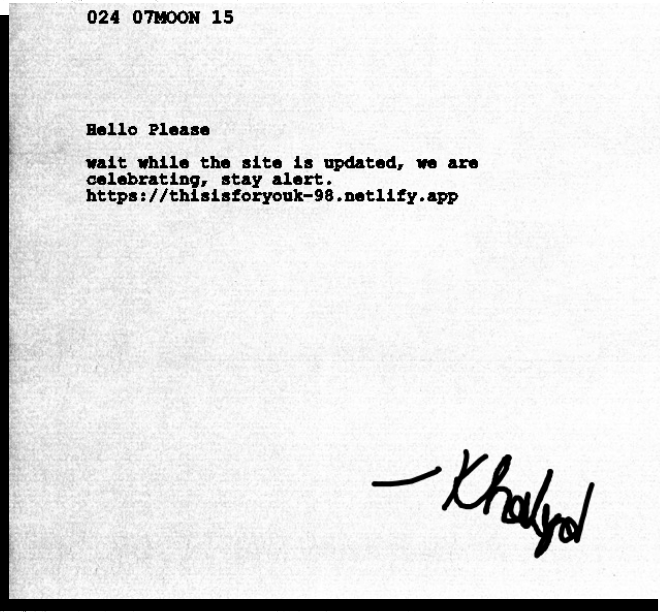 024 07MOON 15
Hello Please
wait while the site is updated, we are
celebrating, stay alert.
https://thisisforyouk-98.netlify.app